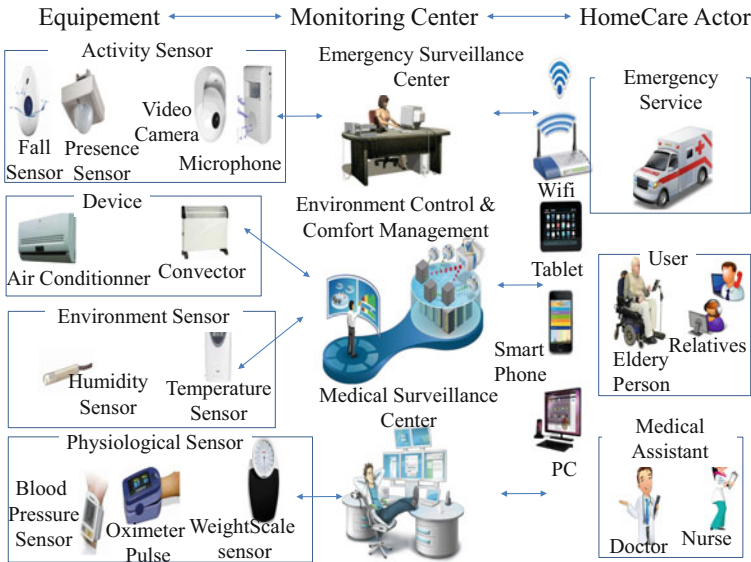 Equipement
Monitoring Center
HomeCare Actor
Activity Sensor
Video
Camera
Fall
Sensor
Presence
Sensor
Microphone
Device
Air Conditionner
Convector
Environment Sensor
Humidity
Sensor
Temperature
Sensor
Physiological Sensor
Blood
Pressure
Sensor
Oximeter
Pulse
WeightScale
sensor
Emergency Surveillance
Center
Environment Control &
Comfort Management
Medical Surveillance
Center
Wifi
Tablet
Smart
Phone
PC
Emergency
Service
User
Eldery
Person
Relatives
Medical
Assistant
Doctor
Nurse